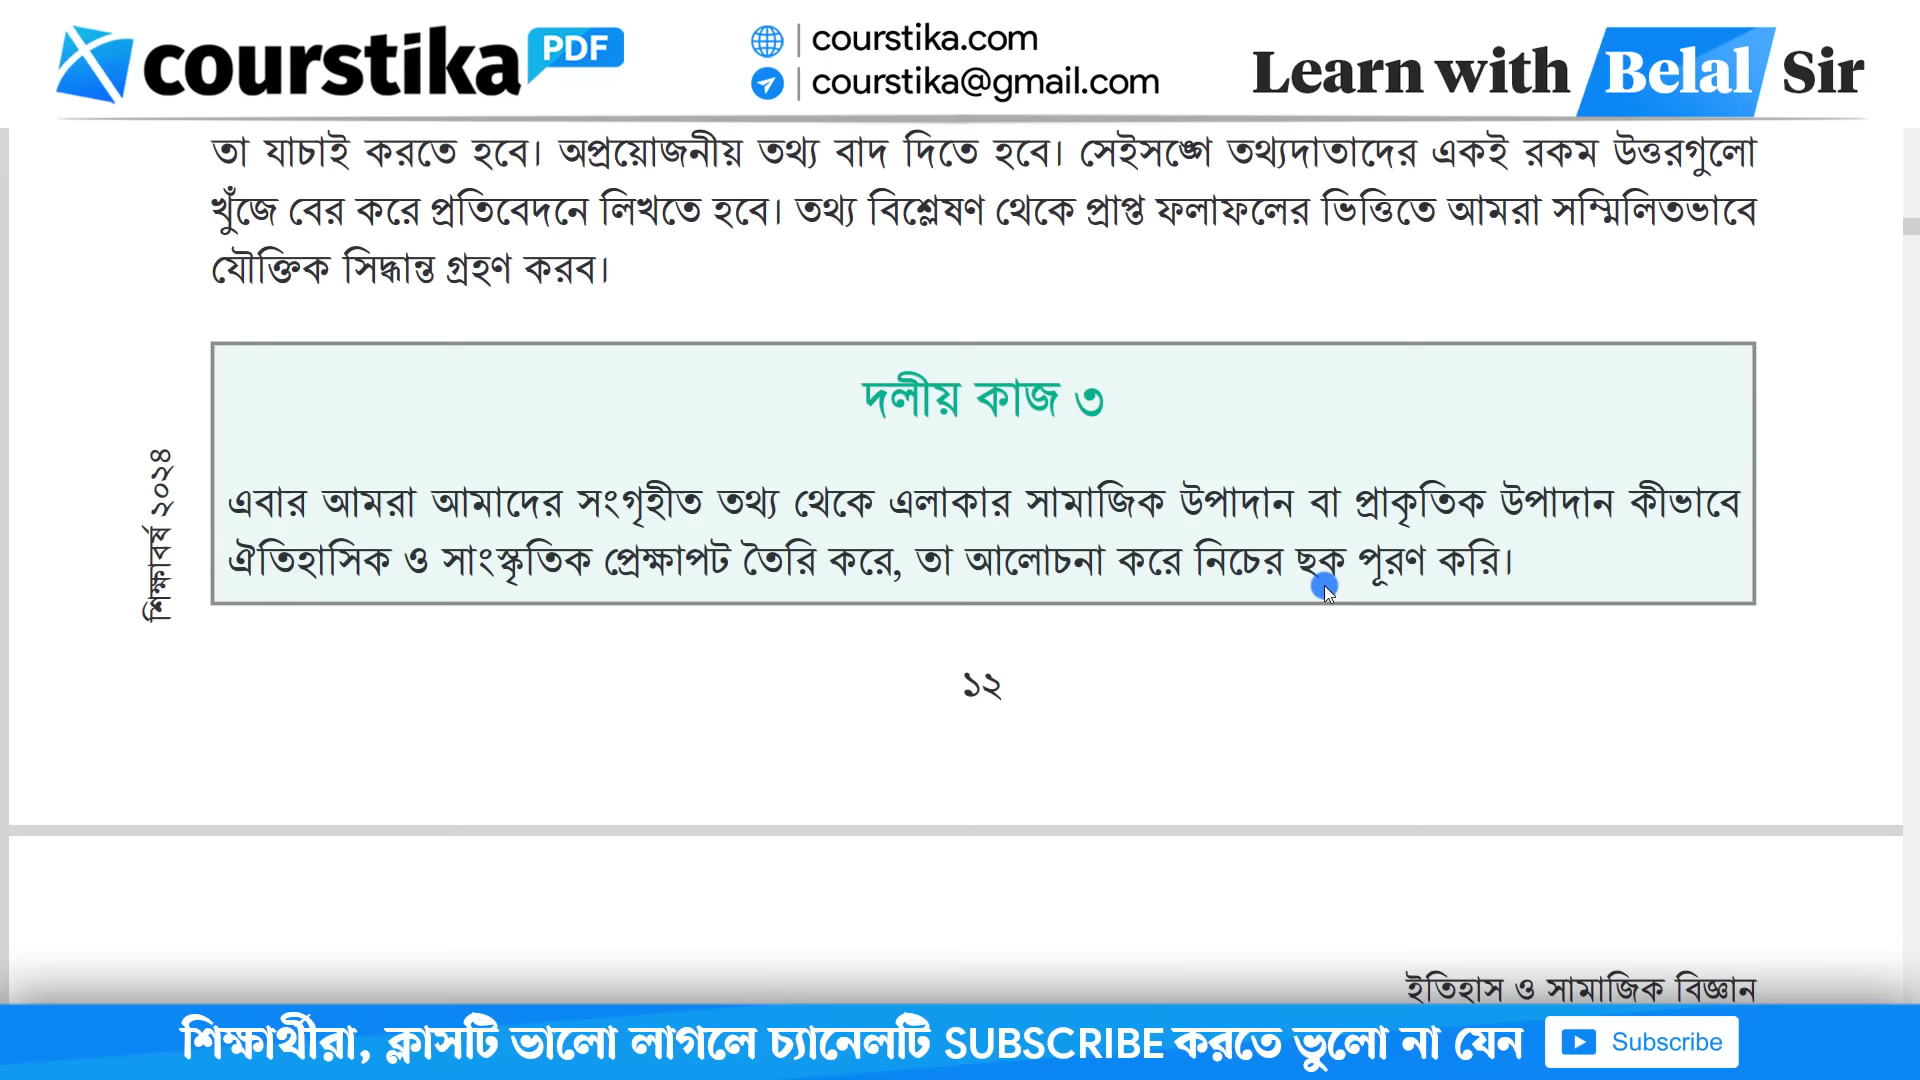 courstika PDF
courstika.com
courstika@gmail.com
Learn with Belal Sir
তা যাচাই করতে হবে। অপ্রয়োজনীয় তথ্য বাদ দিতে হবে। সেইসঙ্গে তথ্যদাতাদের একই রকম উত্তরগুলো
খুঁজে বের করে প্রতিবেদনে লিখতে হবে। তথ্য বিশ্লেষণ থেকে প্রাপ্ত ফলাফলের ভিত্তিতে আমরা সম্মিলিতভাবে
যৌক্তিক সিদ্ধান্ত গ্রহণ করব।
দলীয় কাজ ৩
এবার আমরা আমাদের সংগৃহীত তথ্য থেকে এলাকার সামাজিক উপাদান বা প্রাকৃতিক উপাদান কীভাবে
ঐতিহাসিক ও সাংস্কৃতিক প্রেক্ষাপট তৈরি করে, তা আলোচনা করে নিচের ছক পূরণ করি।
শিক্ষাবর্ষ ২০২৪
১২
ইতিহাস ও সামাজিক বিজ্ঞান
শিক্ষার্থীরা, ক্লাসটি ভালো লাগলে চ্যানেলটি SUBSCRIBE করতে ভুলো না যেন
Subscribe